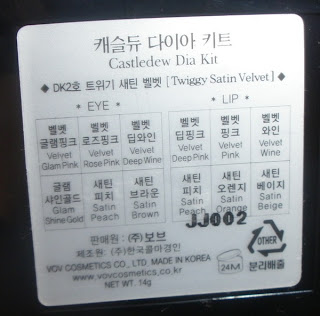 캐슬듀 다이아 키트
Castledew Dia Kit
◆ DK2호 트위기 새틴 벨벳 [Twiggy Satin Velvet] ◆
* EYE * * LIP *
벨벳 글램핑크 Velvet Glam Pink
벨벳 로즈핑크 Velvet Rose Pink
벨벳 딥와인 Velvet Deep Wine
벨벳 딥핑크 Velvet Deep Pink
벨벳 핑크 Velvet Pink
벨벳 와인 Velvet Wine
글램 샤인골드 Glam Shine Gold
새틴 피치 Satin Peach
새틴 브라운 Satin Brown
새틴 피치 Satin Peach
새틴 오렌지 Satin Orange
새틴 베이지 Satin Beige
JJ002
판매원 : (주)보브
제조원 : (주)한국콜마경인
VOV COSMETICS CO., LTD. MADE IN KOREA
www.vovcosmetics.co.kr
NET WT. 14g
24M
OTHER
분리배출